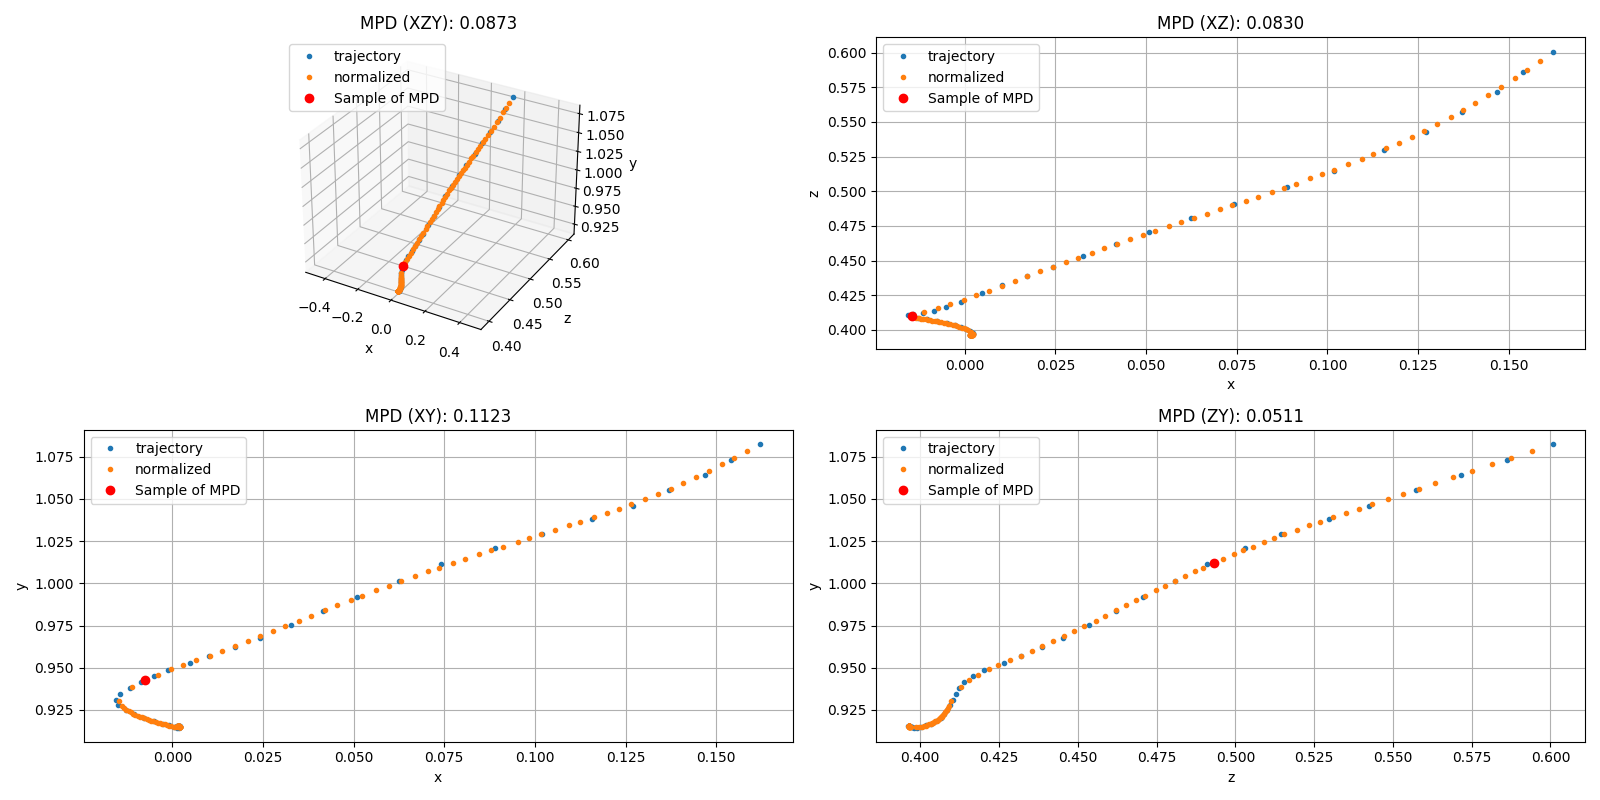 MPD (XZY): 0.0873
trajectory
normalized
Sample of MPD
1.075
1.050
1.025
1.000
0.975
0.950
0.925
y
0.60
0.55
0.50
0.45
0.40
z
−0.4
−0.2
0.0
0.2
0.4
x
MPD (XZ): 0.0830
trajectory
normalized
Sample of MPD
0.600
0.575
0.550
0.525
0.500
0.475
0.450
0.425
0.400
z
0.000 0.025 0.050 0.075 0.100 0.125 0.150
x
MPD (XY): 0.1123
trajectory
normalized
Sample of MPD
1.075
1.050
1.025
1.000
0.975
0.950
0.925
y
0.000 0.025 0.050 0.075 0.100 0.125 0.150
x
MPD (ZY): 0.0511
trajectory
normalized
Sample of MPD
1.075
1.050
1.025
1.000
0.975
0.950
0.925
y
0.400 0.425 0.450 0.475 0.500 0.525 0.550 0.575 0.600
z